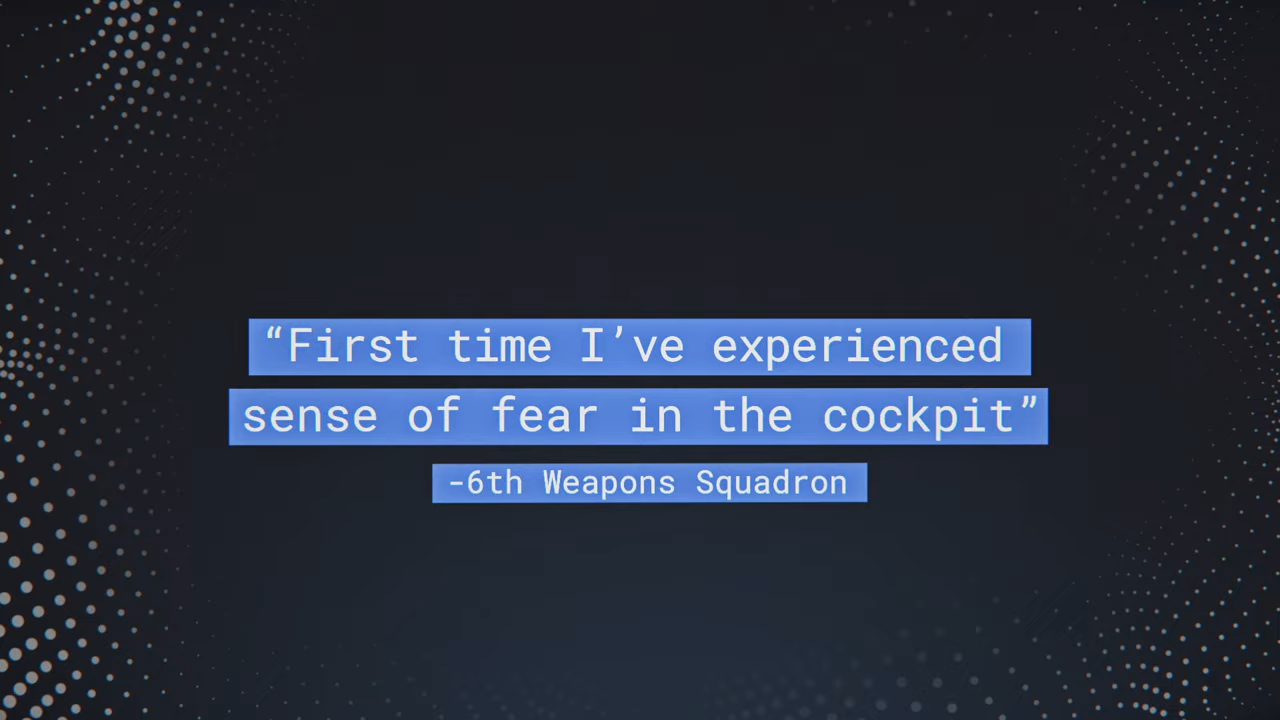 “First time I’ve experienced
sense of fear in the cockpit”
-6th Weapons Squadron